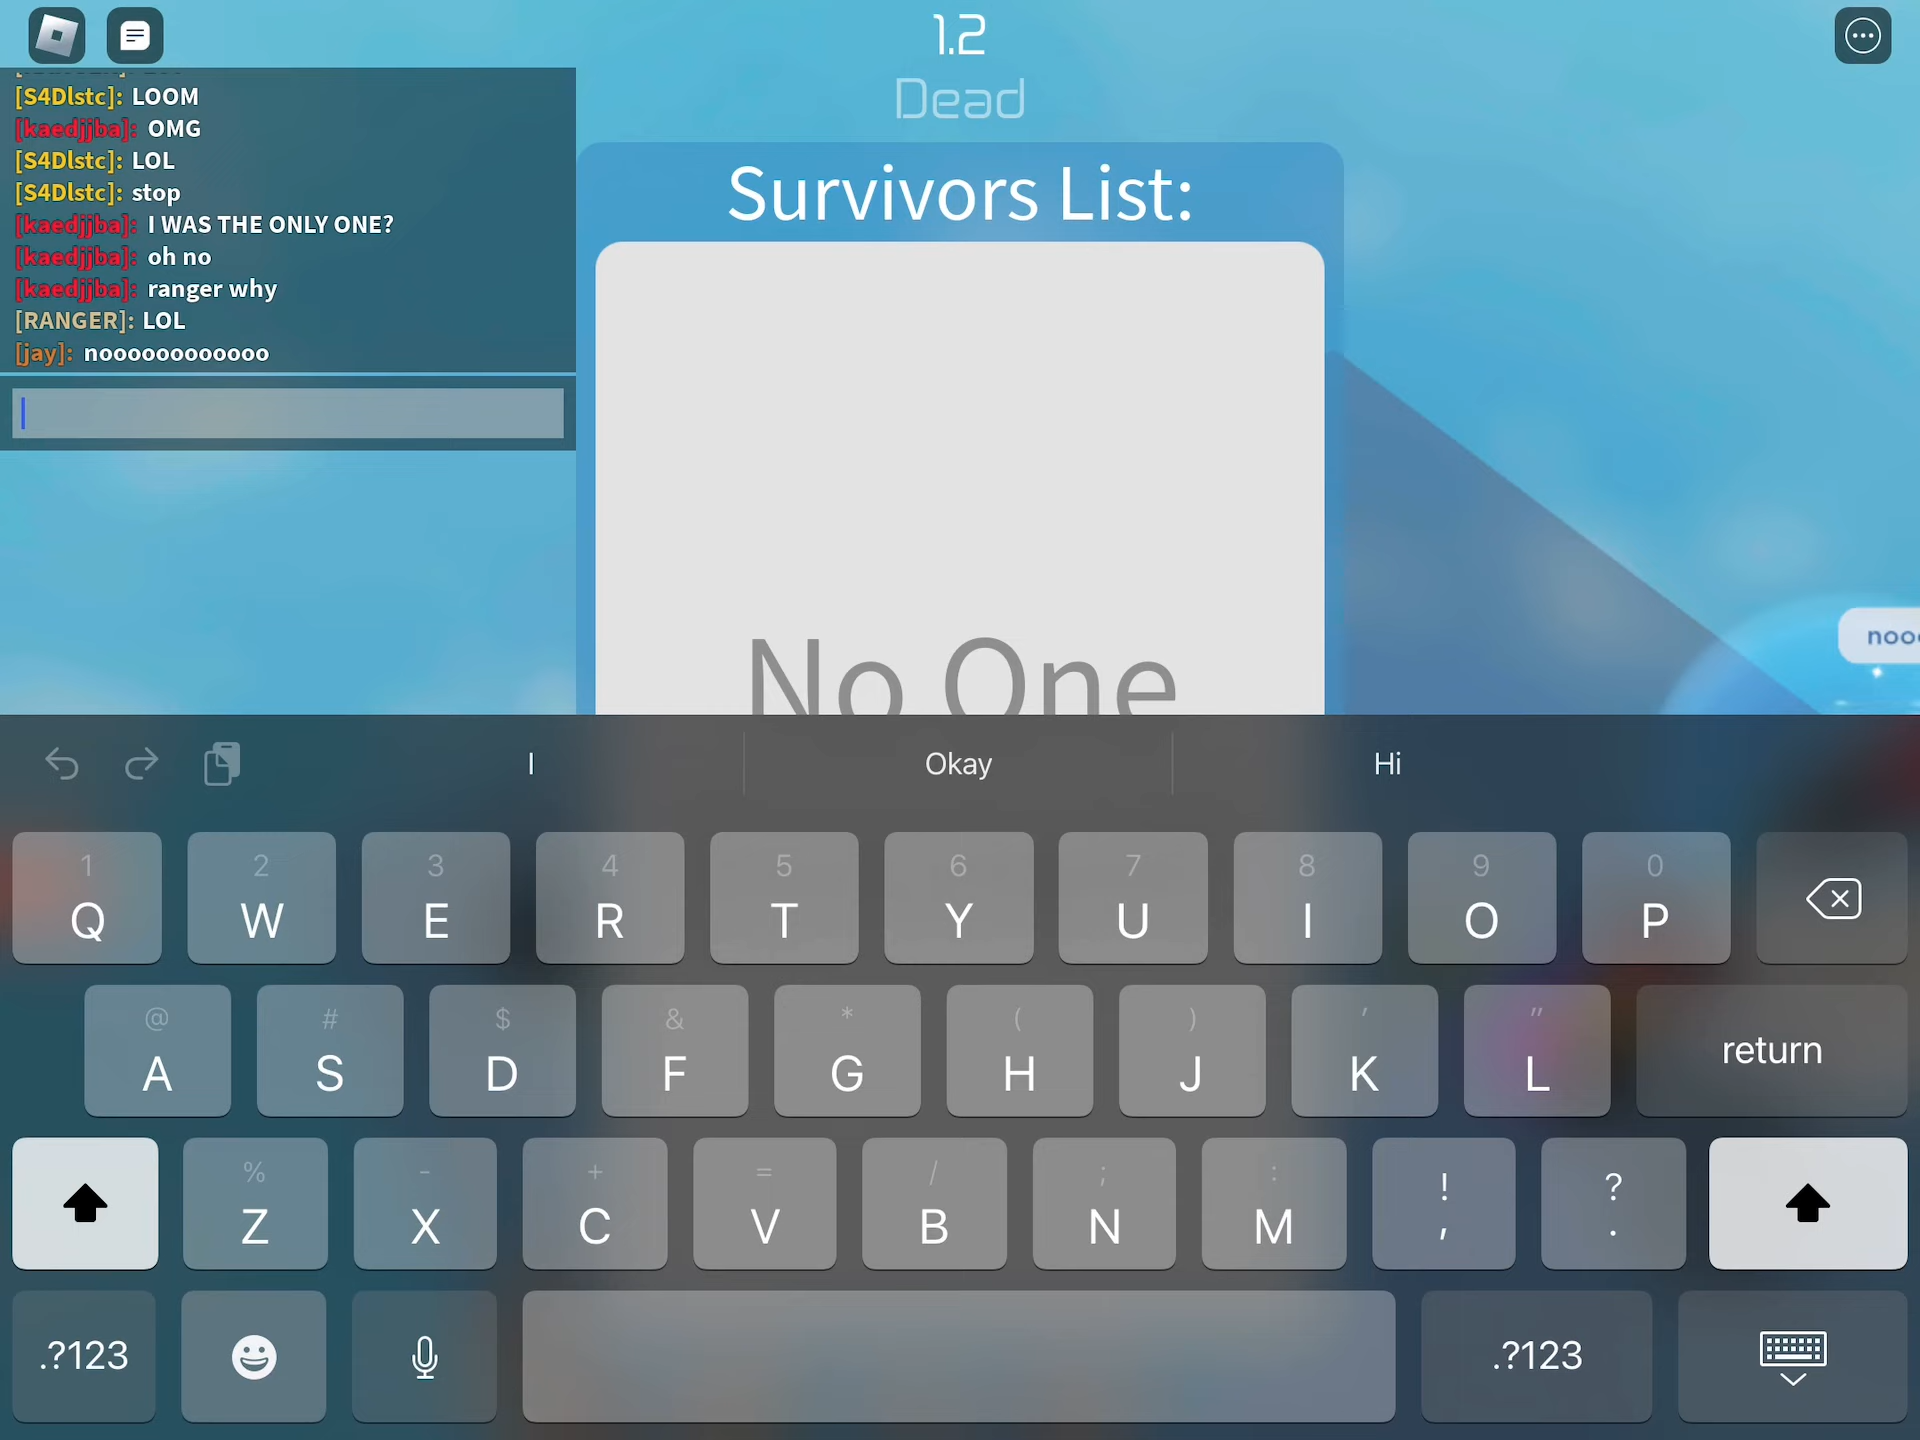 1.2
Dead
[S4Dlstc]: LOOM
[kaedjjba]: OMG
[S4Dlstc]: LOL
[S4Dlstc]: stop
[kaedjjba]: I WAS THE ONLY ONE?
[kaedjjba]: oh no
[kaedjjba]: ranger why
[RANGER]: LOL
[jay]: noooooooooooo
Survivors List:
No One
I Okay Hi
1 2 3 4 5 6 7 8 9 0
Q W E R T Y U I O P
@ # $ & * ( ) ' "
A S D F G H J K L return
% - + = / ; : ! ?
Z X C V B N M , .
.?123 .?123